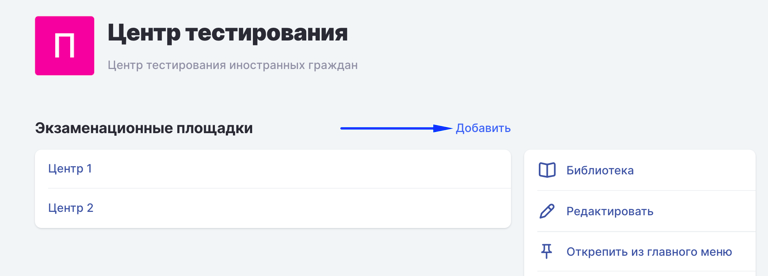 П
Центр тестирования
Центр тестирования иностранных граждан
Экзаменационные площадки
Добавить
Центр 1
Центр 2
Библиотека
Редактировать
Открепить из главного меню